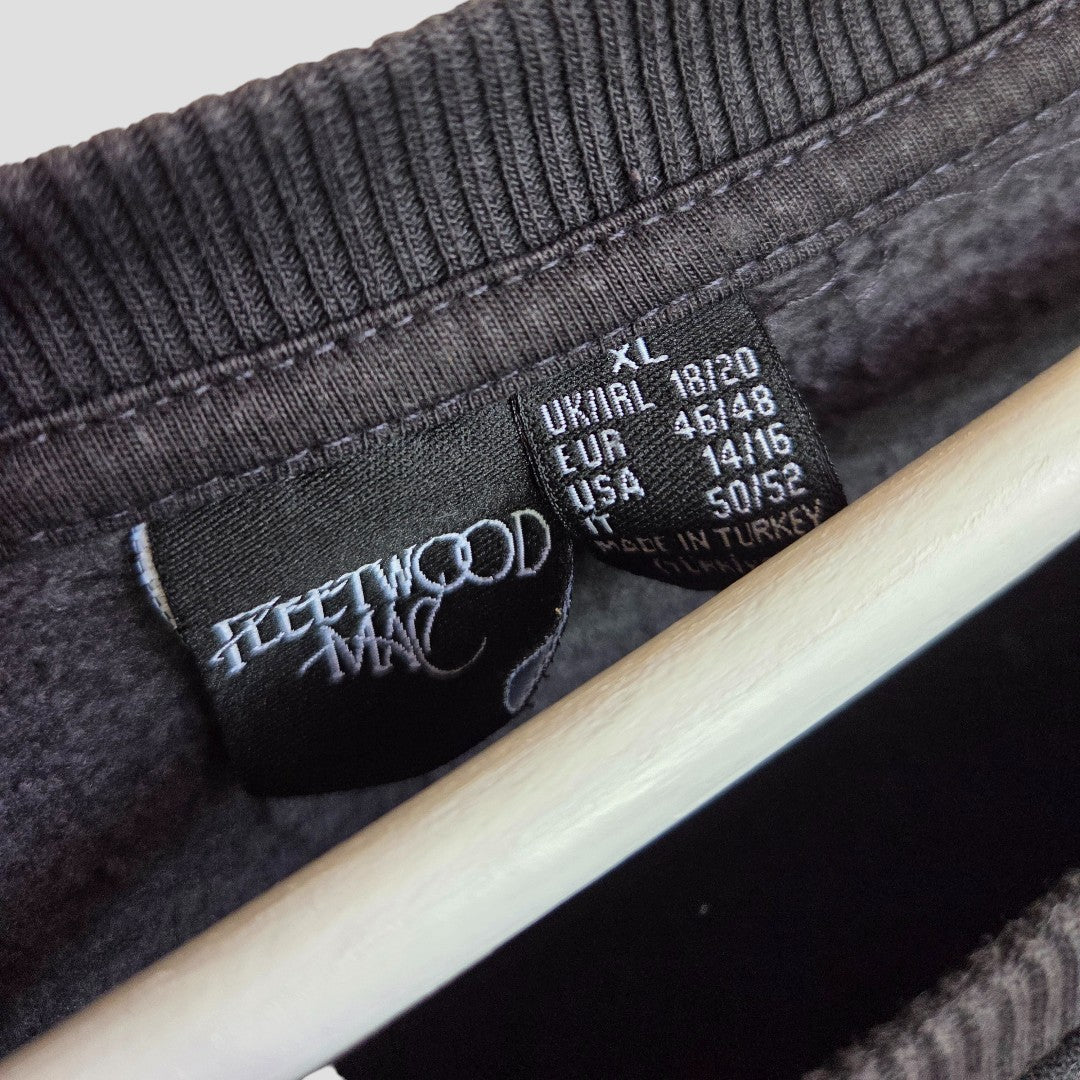 FLEETWOOD
MAC
XL
UK/IRL 18/20
EUR 46/48
USA 14/16
IT 50/52
MADE IN TURKEY